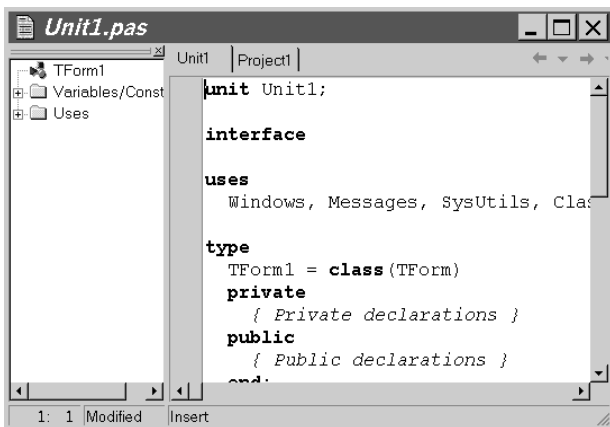 Unit1.pas
TForm1
Variables/Const
Uses
Unit1 Project1
unit Unit1;
interface
uses
Windows, Messages, SysUtils, Clas
type
TForm1 = class(TForm)
private
{ Private declarations }
public
{ Public declarations }
end;
1: 1 Modified Insert